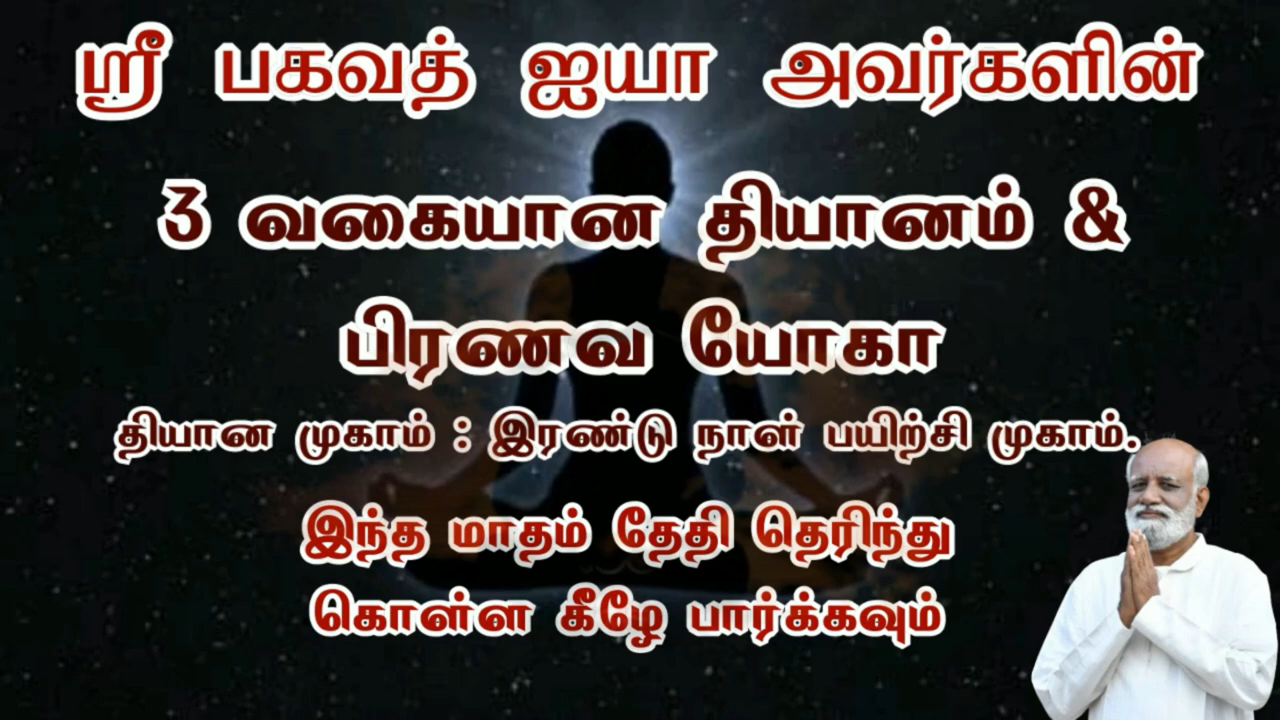 ஸ்ரீ பகவத் ஐயா அவர்களின்
3 வகையான தியானம் &
பிரணவ யோகா
தியான முகாம் : இரண்டு நாள் பயிற்சி முகாம்.
இந்த மாதம் தேதி தெரிந்து
கொள்ள கீழே பார்க்கவும்